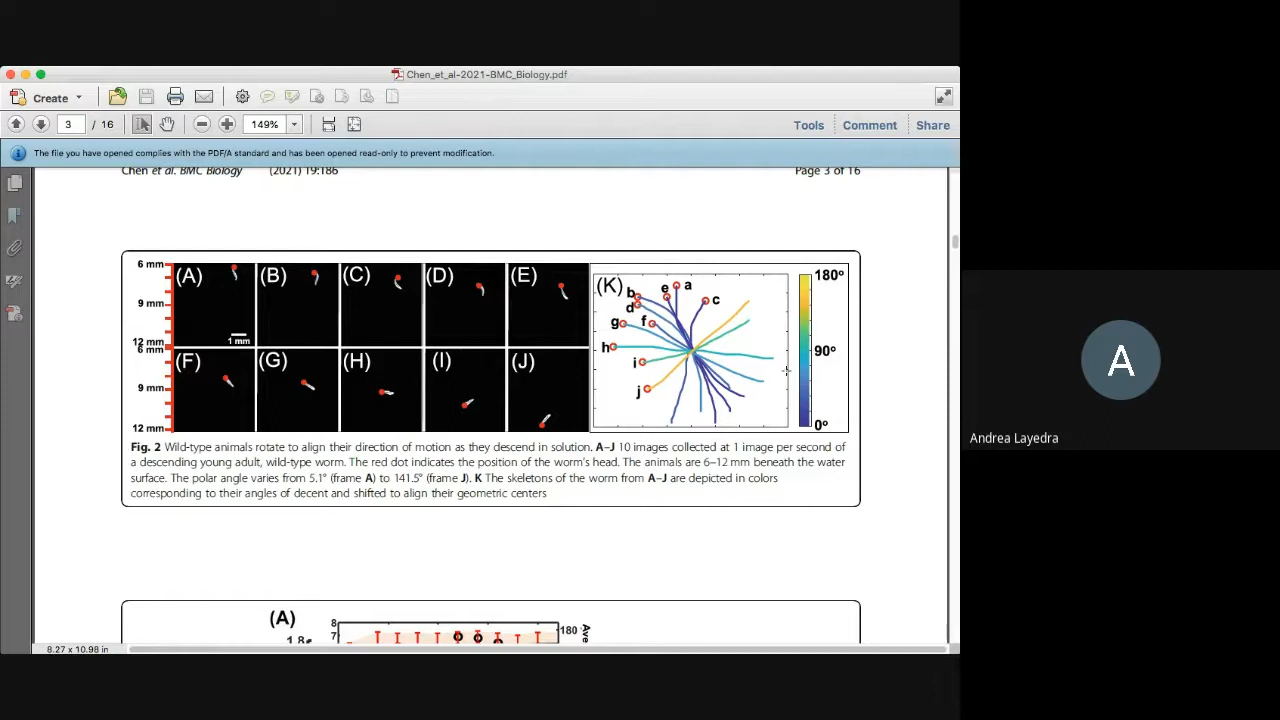 Chen_et_al-2021-BMC_Biology.pdf
Create
3 / 16
149%
Tools
Comment
Share
The file you have opened complies with the PDF/A standard and has been opened read-only to prevent modification.
Chen et al. BMC Biology (2021) 19:186
Page 3 of 16
6 mm
9 mm
12 mm
(A)
(B)
(C)
(D)
(E)
1 mm
6 mm
9 mm
12 mm
(F)
(G)
(H)
(I)
(J)
(K)
b
e
a
c
d
g
f
h
i
j
180º
90º
0º
Fig. 2 Wild-type animals rotate to align their direction of motion as they descend in solution. A–J 10 images collected at 1 image per second of
a descending young adult, wild-type worm. The red dot indicates the position of the worm's head. The animals are 6–12 mm beneath the water
surface. The polar angle varies from 5.1° (frame A) to 141.5° (frame J). K The skeletons of the worm from A–J are depicted in colors
corresponding to their angles of decent and shifted to align their geometric centers
(A)
8
7
180
Ave
8.27 x 10.98 in
A
Andrea Layedra